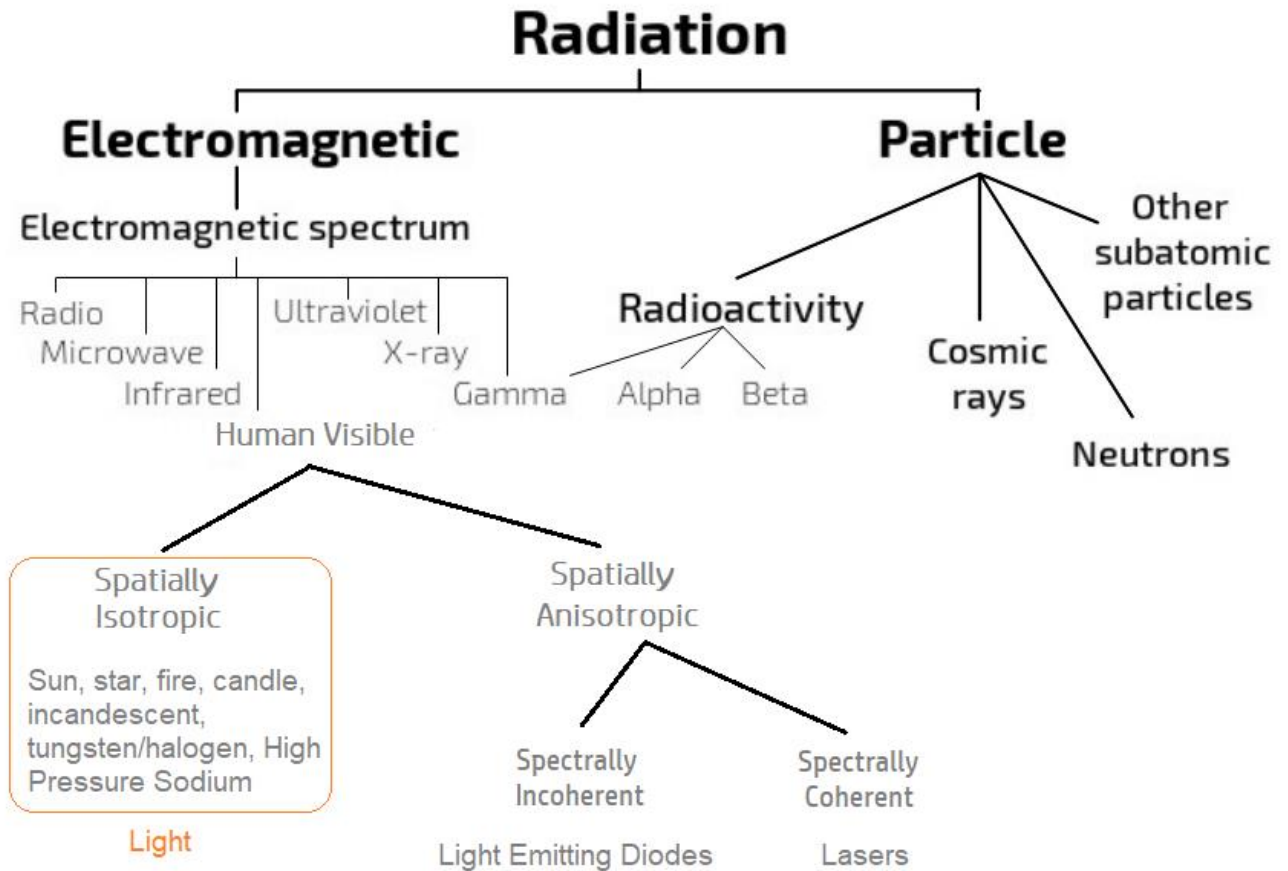 Radiation
Electromagnetic
Particle
Electromagnetic spectrum
Radio
Microwave
Infrared
Human Visible
Ultraviolet
X-ray
Gamma
Radioactivity
Alpha
Beta
Cosmic
rays
Neutrons
Other
subatomic
particles
Spatially
Isotropic
Sun, star, fire, candle,
incandescent,
tungsten/halogen, High
Pressure Sodium
Light
Spatially
Anisotropic
Spectrally
Incoherent
Light Emitting Diodes
Spectrally
Coherent
Lasers